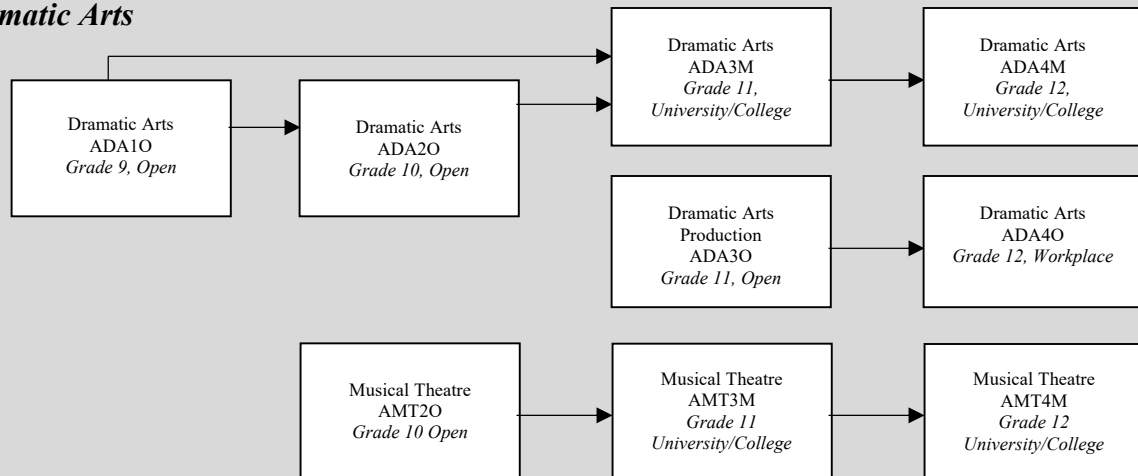 matic Arts
Dramatic Arts
ADA1O
Grade 9, Open
Dramatic Arts
ADA2O
Grade 10, Open
Dramatic Arts
ADA3M
Grade 11,
University/College
Dramatic Arts
ADA4M
Grade 12,
University/College
Dramatic Arts
Production
ADA3O
Grade 11, Open
Dramatic Arts
ADA4O
Grade 12, Workplace
Musical Theatre
AMT2O
Grade 10 Open
Musical Theatre
AMT3M
Grade 11
University/College
Musical Theatre
AMT4M
Grade 12
University/College